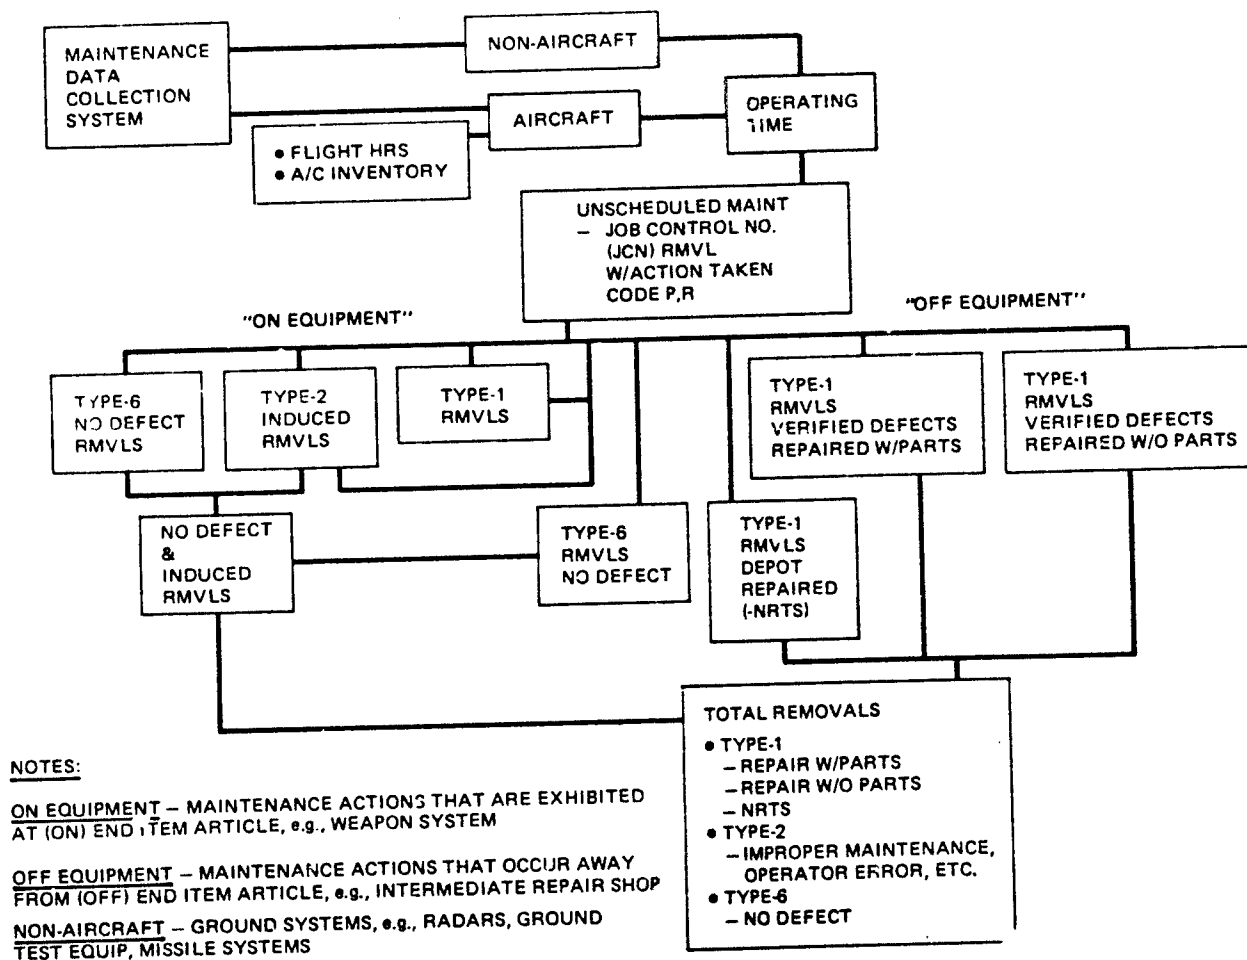 MAINTENANCE
DATA
COLLECTION
SYSTEM
NON-AIRCRAFT
AIRCRAFT
OPERATING
TIME
• FLIGHT HRS
• A/C INVENTORY
UNSCHEDULED MAINT
– JOB CONTROL NO.
(JCN) RMVL
W/ACTION TAKEN
CODE P,R
"ON EQUIPMENT"
"OFF EQUIPMENT"
TYPE-6
NO DEFECT
RMVLS
TYPE-2
INDUCED
RMVLS
TYPE-1
RMVLS
TYPE-1
RMVLS
VERIFIED DEFECTS
REPAIRED W/PARTS
TYPE-1
RMVLS
VERIFIED DEFECTS
REPAIRED W/O PARTS
NO DEFECT
&
INDUCED
RMVLS
TYPE-6
RMVLS
NO DEFECT
TYPE-1
RMVLS
DEPOT
REPAIRED
(-NRTS)
TOTAL REMOVALS
• TYPE-1
– REPAIR W/PARTS
– REPAIR W/O PARTS
– NRTS
• TYPE-2
– IMPROPER MAINTENANCE,
OPERATOR ERROR, ETC.
• TYPE-6
– NO DEFECT
NOTES:
ON EQUIPMENT – MAINTENANCE ACTIONS THAT ARE EXHIBITED
AT (ON) END ITEM ARTICLE, e.g., WEAPON SYSTEM
OFF EQUIPMENT – MAINTENANCE ACTIONS THAT OCCUR AWAY
FROM (OFF) END ITEM ARTICLE, e.g., INTERMEDIATE REPAIR SHOP
NON-AIRCRAFT – GROUND SYSTEMS, e.g., RADARS, GROUND
TEST EQUIP, MISSILE SYSTEMS